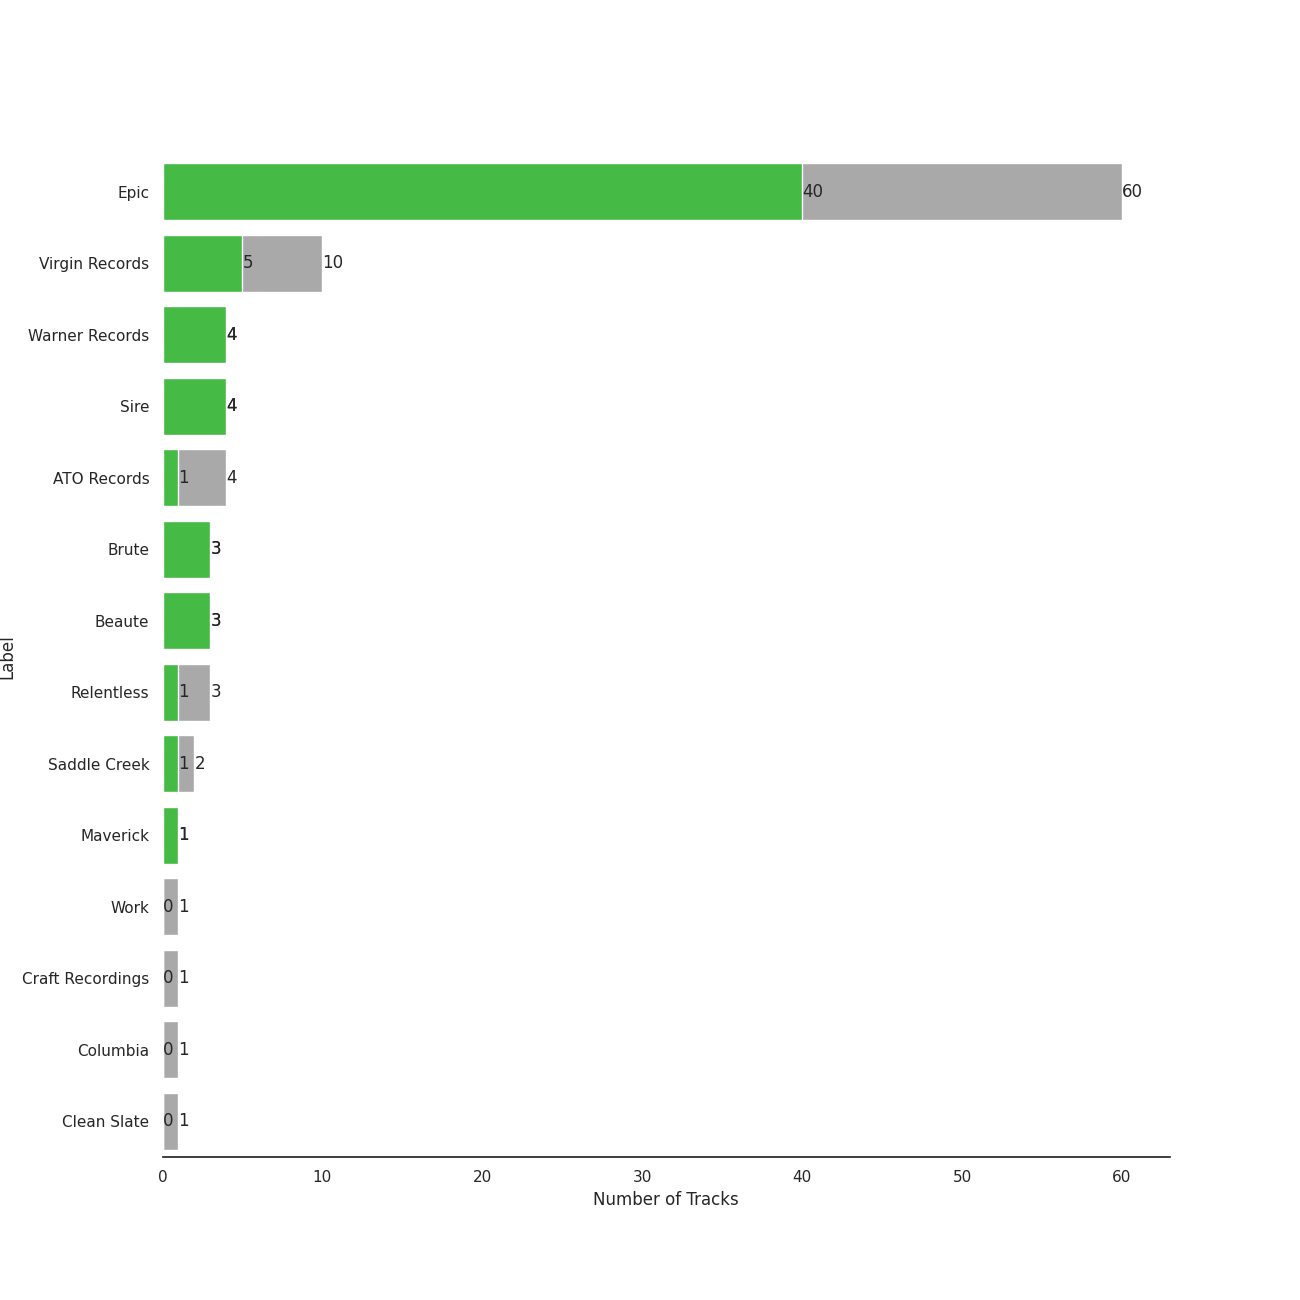 Epic 40 60
Virgin Records 5 10
Warner Records 4
Sire 4
ATO Records 1 4
Brute 3
Beaute 3
Relentless 1 3
Saddle Creek 1 2
Maverick 1
Work 0 1
Craft Recordings 0 1
Columbia 0 1
Clean Slate 0 1
Label
0 10 20 30 40 50 60
Number of Tracks